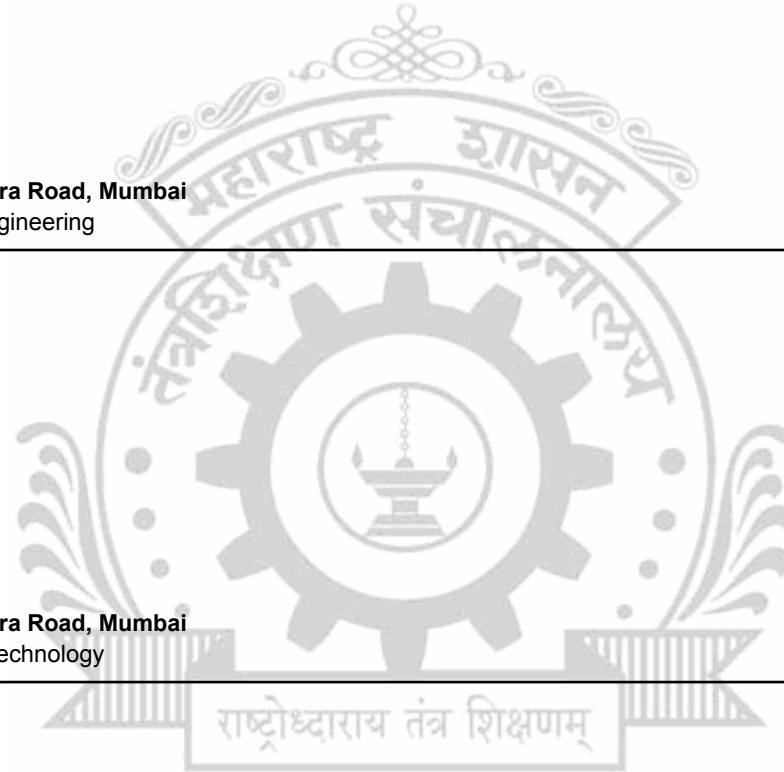 महाराष्ट्र शासन
ra Road, Mumbai
gineering
तंत्रशिक्षण संचालनालय
ra Road, Mumbai
echnology
राष्ट्रोध्दाराय तंत्र शिक्षणम्